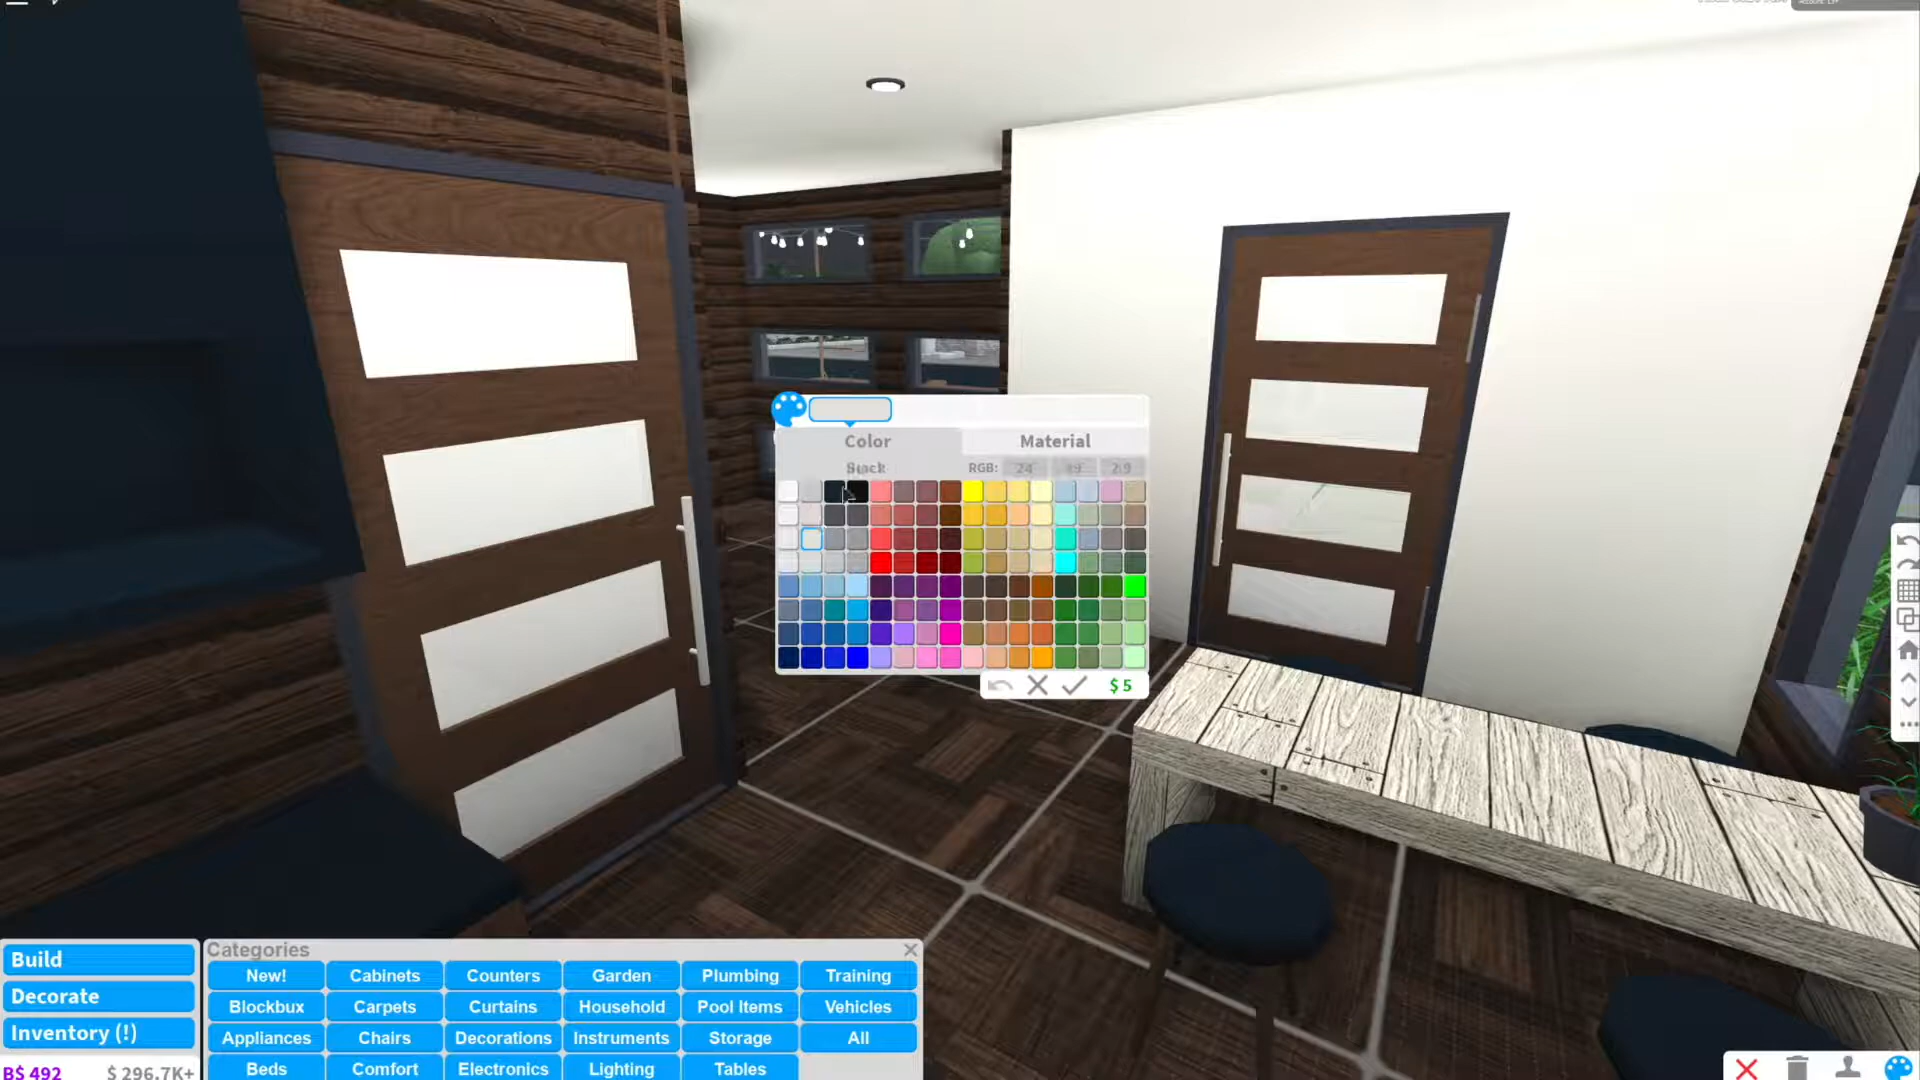 Color Material
Black RGB: 24
$ 5
Build
Decorate
Inventory (!)
B$ 492 $ 296.7K+
Categories
New! Cabinets Counters Garden Plumbing Training
Blockbux Carpets Curtains Household Pool Items Vehicles
Appliances Chairs Decorations Instruments Storage All
Beds Comfort Electronics Lighting Tables